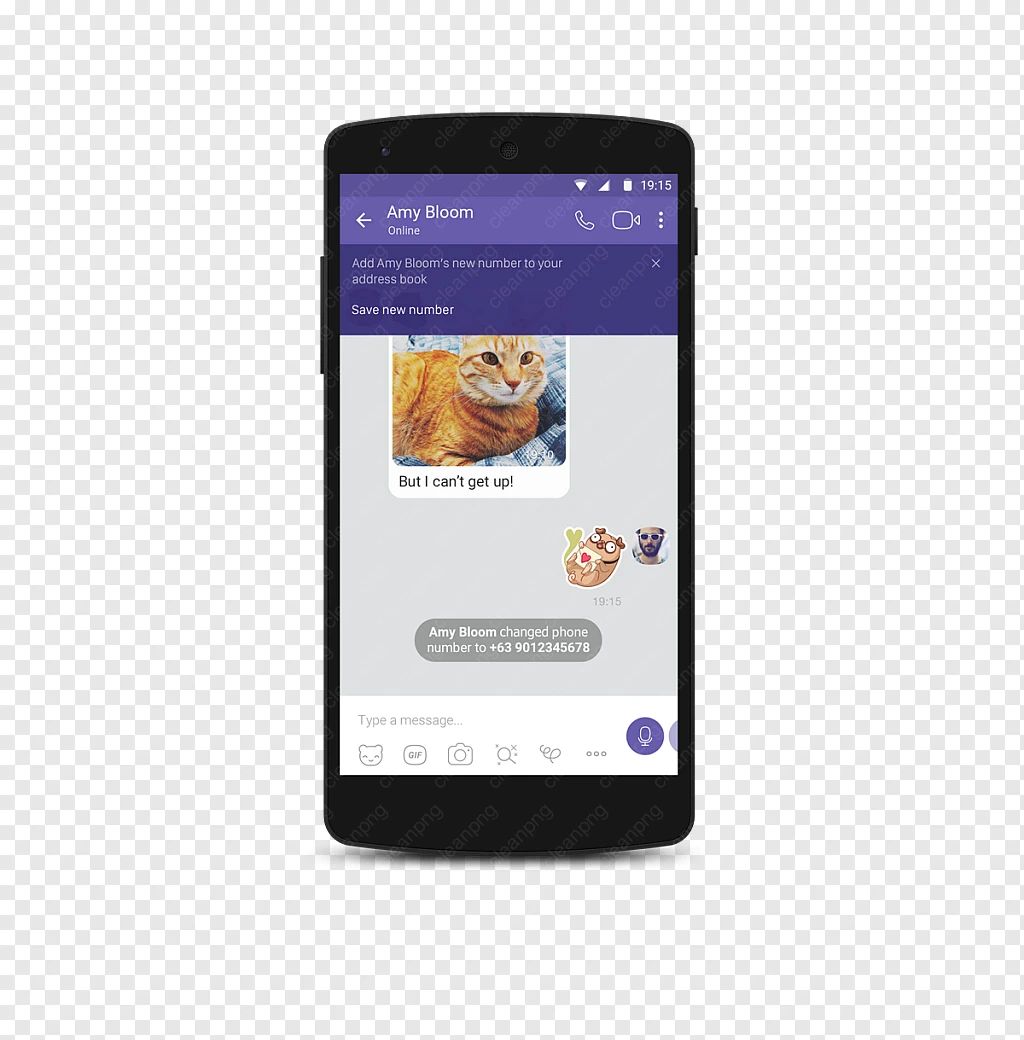 19:15
Amy Bloom
Online
Add Amy Bloom's new number to your
address book
Save new number
19:10
But I can't get up!
19:15
Amy Bloom changed phone
number to +63 9012345678
Type a message...
GIF
cleanpng